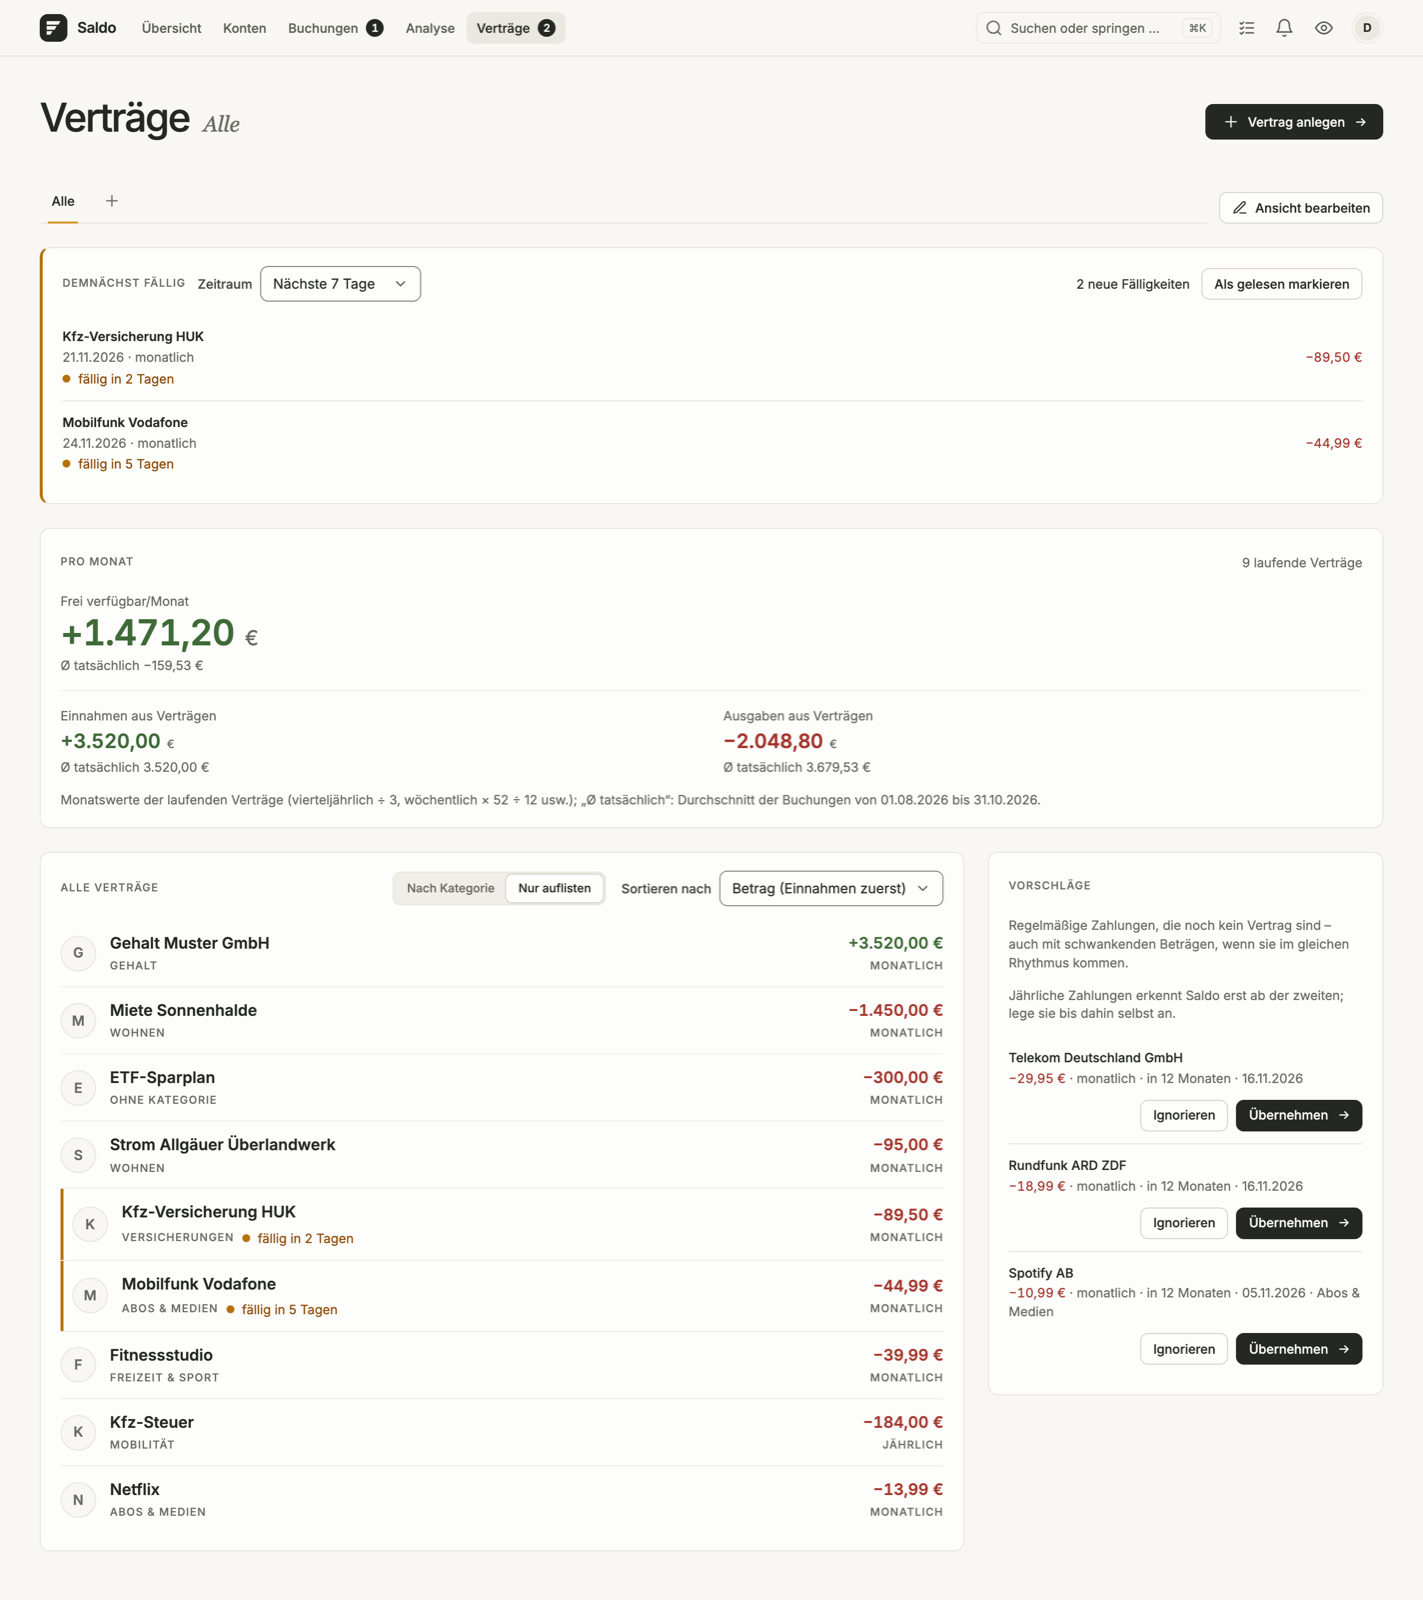 Saldo Übersicht Konten Buchungen 1 Analyse Verträge 2 Suchen oder springen ... ⌘K D
Verträge Alle
+ Vertrag anlegen →
Alle +
Ansicht bearbeiten
DEMNÄCHST FÄLLIG Zeitraum Nächste 7 Tage
2 neue Fälligkeiten Als gelesen markieren
Kfz-Versicherung HUK
21.11.2026 · monatlich −89,50 €
fällig in 2 Tagen
Mobilfunk Vodafone
24.11.2026 · monatlich −44,99 €
fällig in 5 Tagen
PRO MONAT 9 laufende Verträge
Frei verfügbar/Monat
+1.471,20 €
Ø tatsächlich −159,53 €
Einnahmen aus Verträgen
+3.520,00 €
Ø tatsächlich 3.520,00 €
Ausgaben aus Verträgen
−2.048,80 €
Ø tatsächlich 3.679,53 €
Monatswerte der laufenden Verträge (vierteljährlich ÷ 3, wöchentlich × 52 ÷ 12 usw.); „Ø tatsächlich“: Durchschnitt der Buchungen von 01.08.2026 bis 31.10.2026.
ALLE VERTRÄGE Nach Kategorie Nur auflisten Sortieren nach Betrag (Einnahmen zuerst)
G Gehalt Muster GmbH +3.520,00 €
GEHALT MONATLICH
M Miete Sonnenhalde −1.450,00 €
WOHNEN MONATLICH
E ETF-Sparplan −300,00 €
OHNE KATEGORIE MONATLICH
S Strom Allgäuer Überlandwerk −95,00 €
WOHNEN MONATLICH
K Kfz-Versicherung HUK −89,50 €
VERSICHERUNGEN fällig in 2 Tagen MONATLICH
M Mobilfunk Vodafone −44,99 €
ABOS & MEDIEN fällig in 5 Tagen MONATLICH
F Fitnessstudio −39,99 €
FREIZEIT & SPORT MONATLICH
K Kfz-Steuer −184,00 €
MOBILITÄT JÄHRLICH
N Netflix −13,99 €
ABOS & MEDIEN MONATLICH
VORSCHLÄGE
Regelmäßige Zahlungen, die noch kein Vertrag sind –
auch mit schwankenden Beträgen, wenn sie im gleichen
Rhythmus kommen.
Jährliche Zahlungen erkennt Saldo erst ab der zweiten;
lege sie bis dahin selbst an.
Telekom Deutschland GmbH
−29,95 € · monatlich · in 12 Monaten · 16.11.2026
Ignorieren Übernehmen →
Rundfunk ARD ZDF
−18,99 € · monatlich · in 12 Monaten · 16.11.2026
Ignorieren Übernehmen →
Spotify AB
−10,99 € · monatlich · in 12 Monaten · 05.11.2026 · Abos &
Medien
Ignorieren Übernehmen →